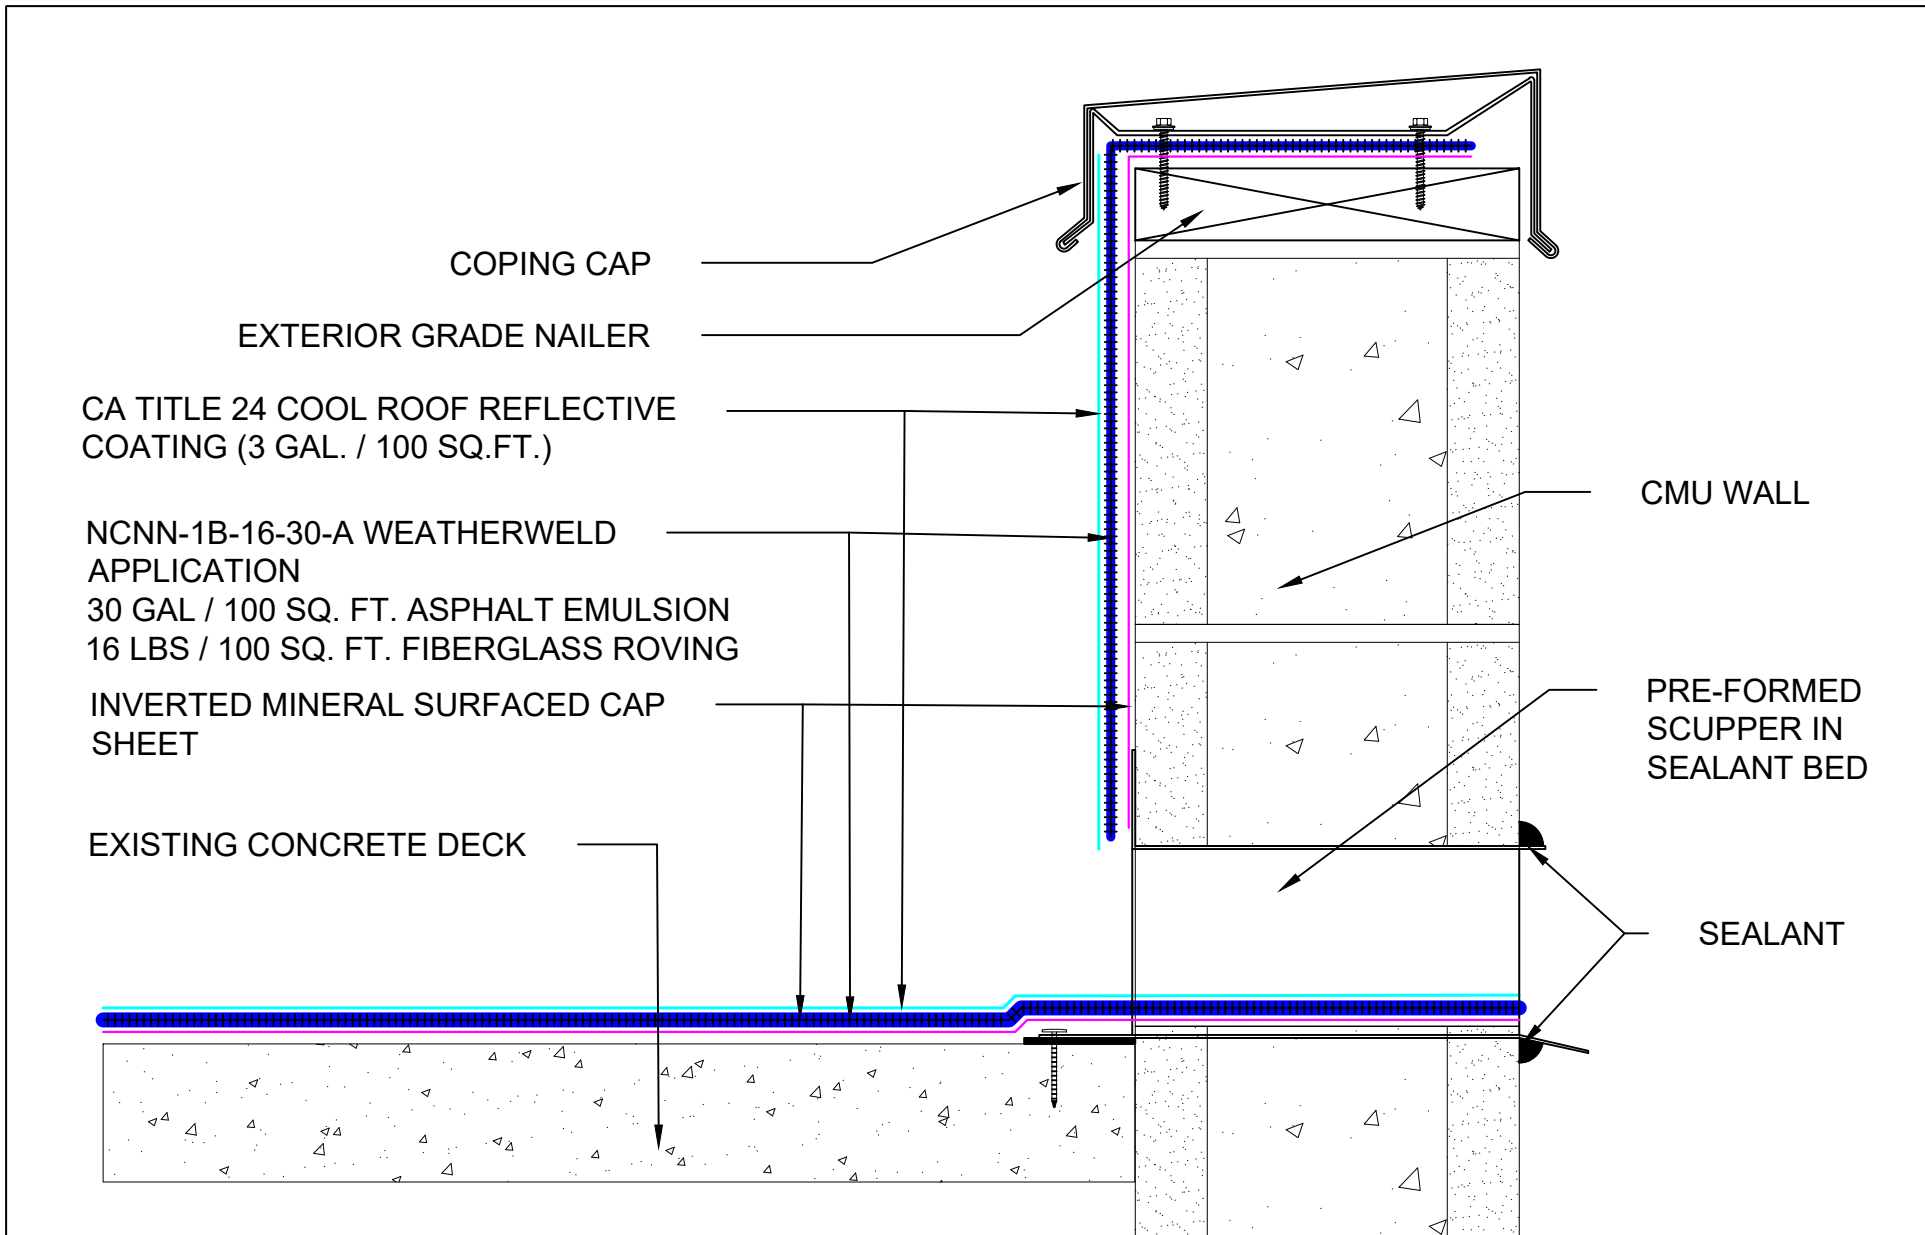 COPING CAP
EXTERIOR GRADE NAILER
CA TITLE 24 COOL ROOF REFLECTIVE
COATING (3 GAL. / 100 SQ.FT.)
NCNN-1B-16-30-A WEATHERWELD
APPLICATION
30 GAL / 100 SQ. FT. ASPHALT EMULSION
16 LBS / 100 SQ. FT. FIBERGLASS ROVING
INVERTED MINERAL SURFACED CAP
SHEET
EXISTING CONCRETE DECK
CMU WALL
PRE-FORMED
SCUPPER IN
SEALANT BED
SEALANT